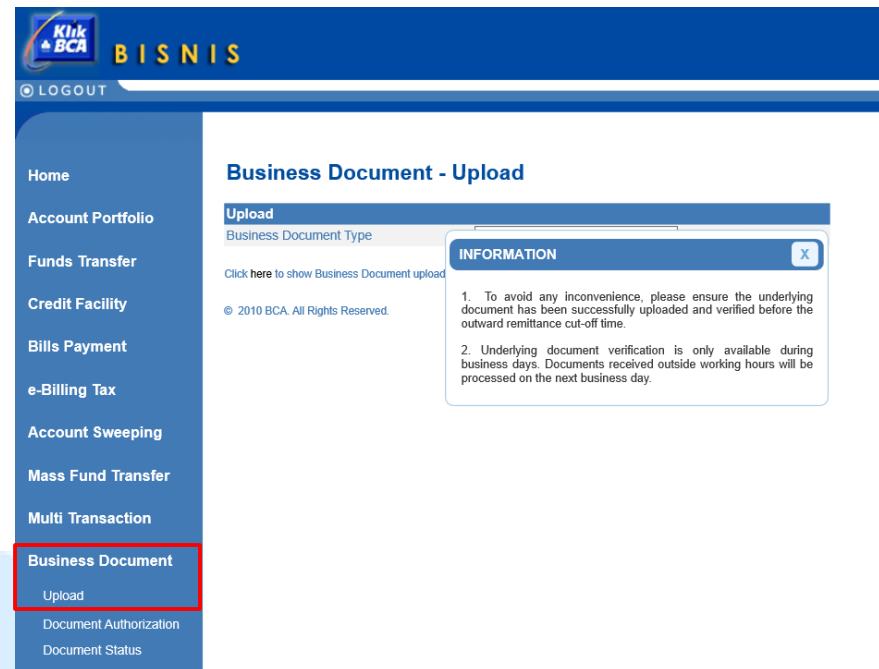 Klik
BCA
BISNIS
LOGOUT
Home
Account Portfolio
Funds Transfer
Credit Facility
Bills Payment
e-Billing Tax
Account Sweeping
Mass Fund Transfer
Multi Transaction
Business Document
Upload
Document Authorization
Document Status
Business Document - Upload
Upload
Business Document Type
Click here to show Business Document upload
© 2010 BCA. All Rights Reserved.
INFORMATION
X
1. To avoid any inconvenience, please ensure the underlying
document has been successfully uploaded and verified before the
outward remittance cut-off time.
2. Underlying document verification is only available during
business days. Documents received outside working hours will be
processed on the next business day.